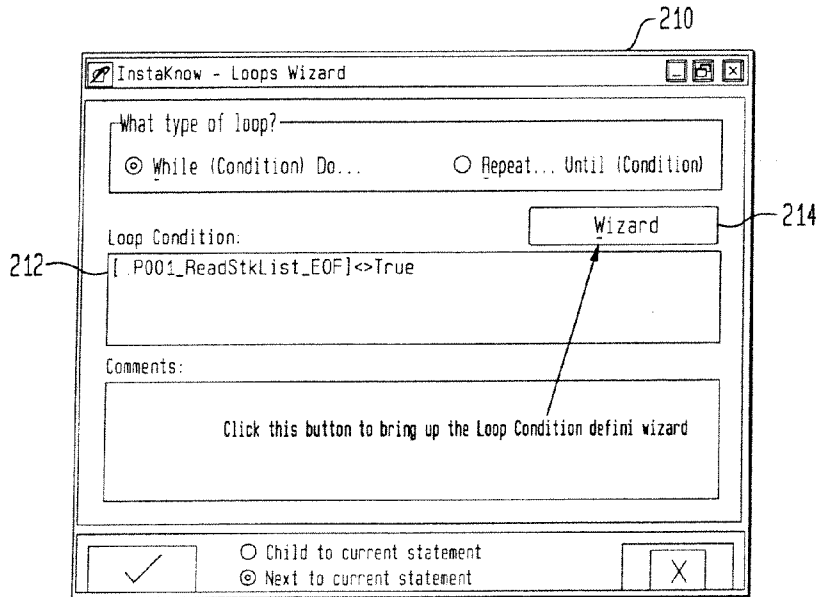 210
InstaKnow - Loops Wizard
What type of loop?
While (Condition) Do...
Repeat... Until (Condition)
Wizard
214
Loop Condition:
212
[.P001_ReadStkList_EOF]<>True
Comments:
Click this button to bring up the Loop Condition defini wizard
Child to current statement
Next to current statement